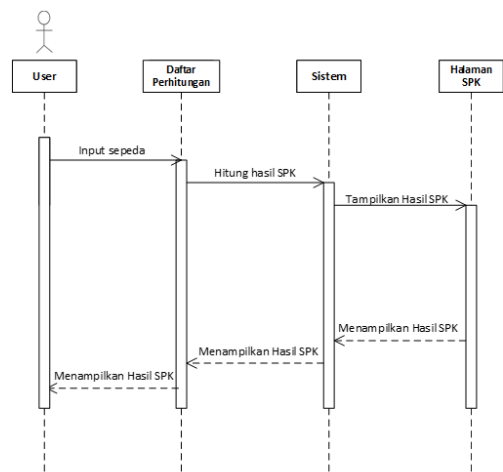 User
Daftar
Perhitungan
Sistem
Halaman
SPK
Input sepeda
Hitung hasil SPK
Tampilkan Hasil SPK
Menampilkan Hasil SPK
Menampilkan Hasil SPK
Menampilkan Hasil SPK